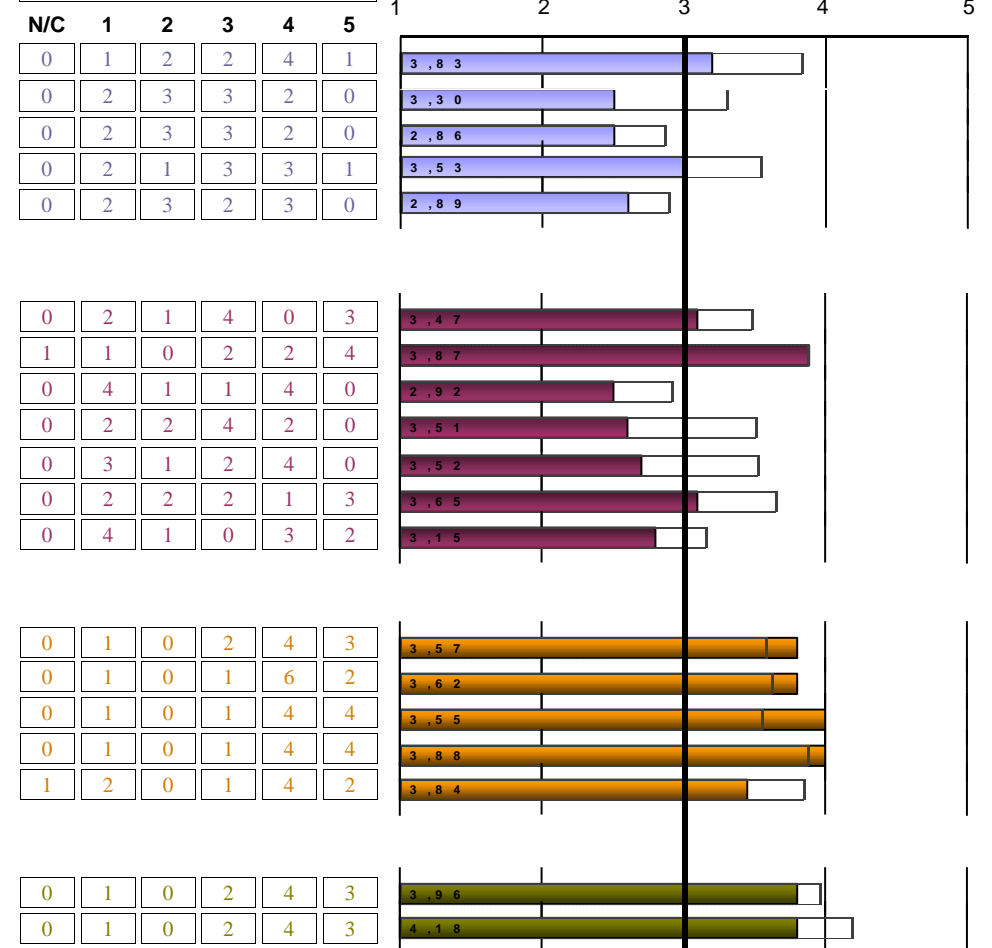 1 2 3 4 5
N/C 1 2 3 4 5
0 1 2 2 4 1 3,83
0 2 3 3 2 0 3,30
0 2 3 3 2 0 2,86
0 2 1 3 3 1 3,53
0 2 3 2 3 0 2,89
0 2 1 4 0 3 3,47
1 1 0 2 2 4 3,87
0 4 1 1 4 0 2,92
0 2 2 4 2 0 3,51
0 3 1 2 4 0 3,52
0 2 2 2 1 3 3,65
0 4 1 0 3 2 3,15
0 1 0 2 4 3 3,57
0 1 0 1 6 2 3,62
0 1 0 1 4 4 3,55
0 1 0 1 4 4 3,88
1 2 0 1 4 2 3,84
0 1 0 2 4 3 3,96
0 1 0 2 4 3 4,18